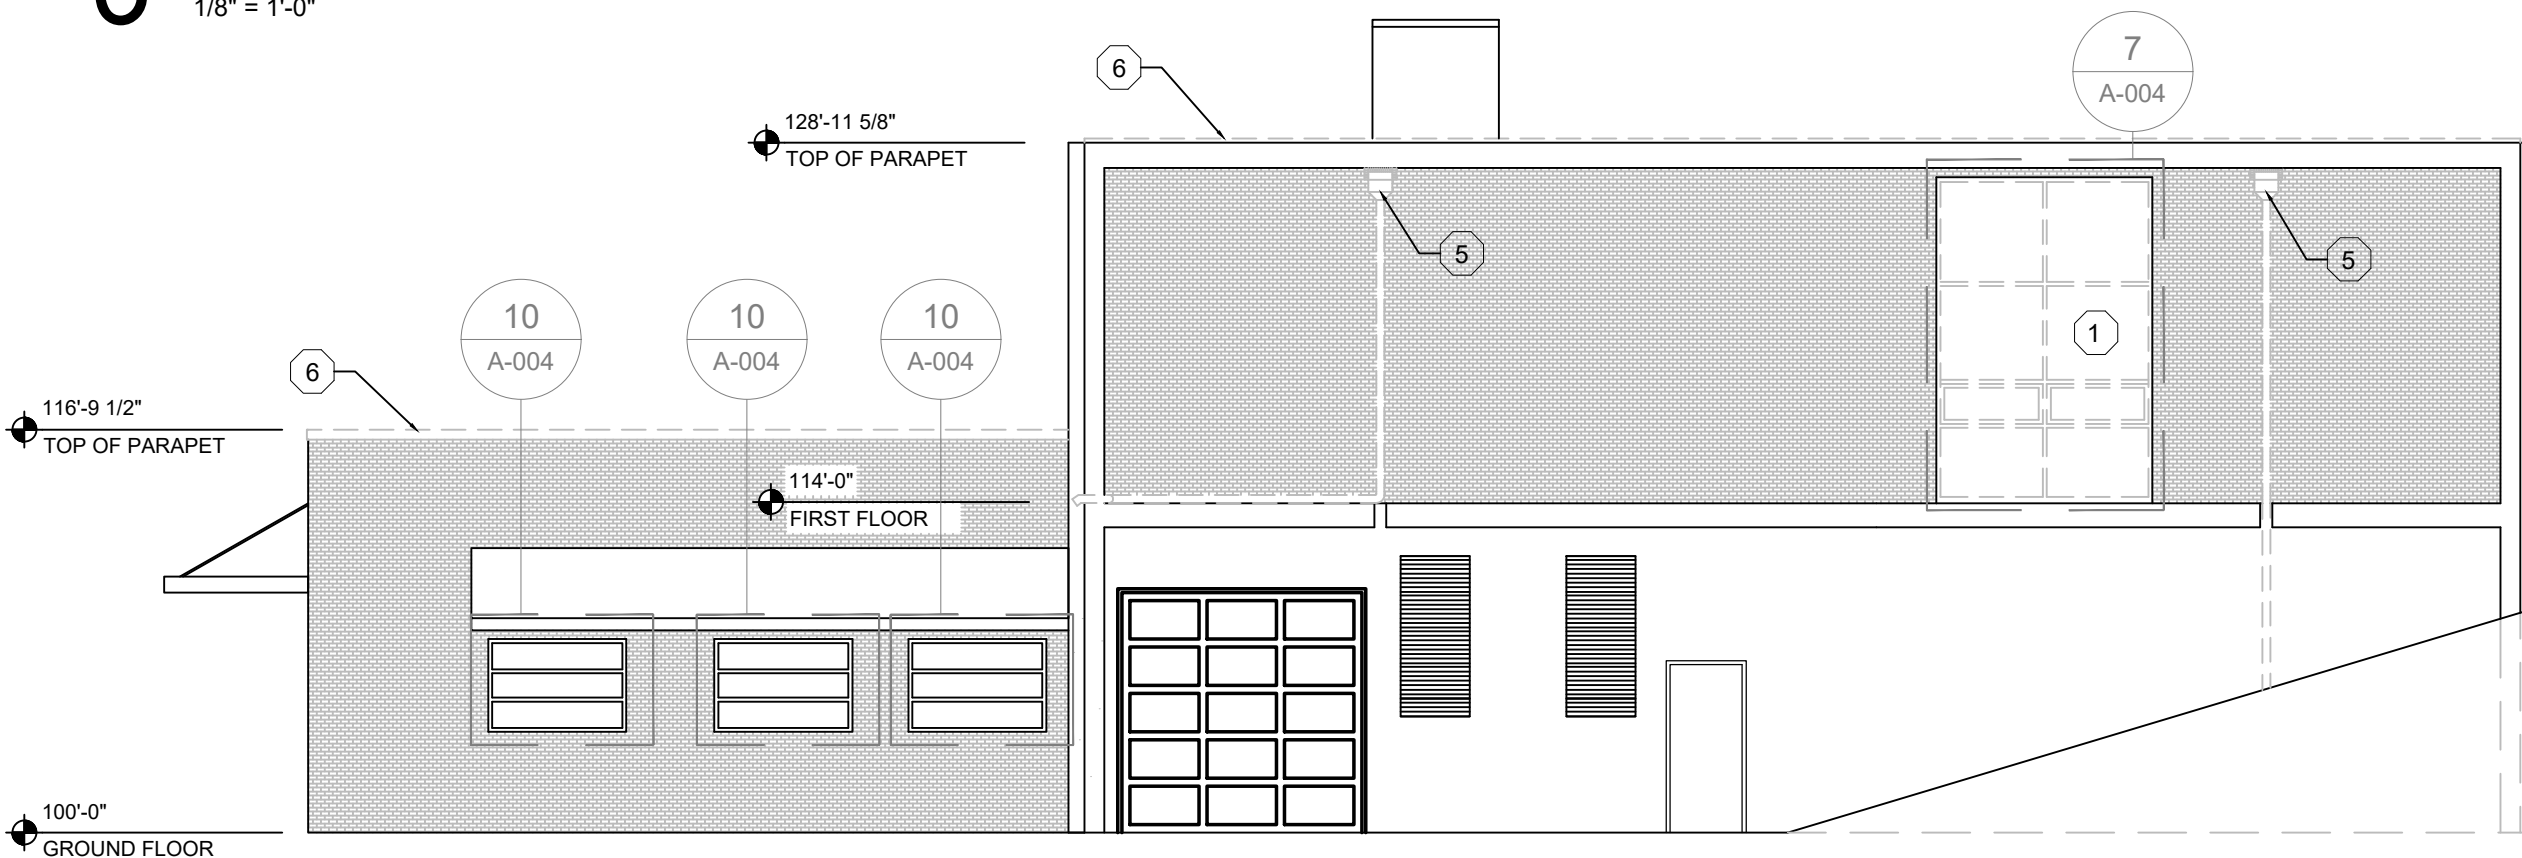 1/8" = 1'-0"
7
A-004
6
128'-11 5/8"
TOP OF PARAPET
5
5
10
A-004
10
A-004
10
A-004
1
6
116'-9 1/2"
TOP OF PARAPET
114'-0"
FIRST FLOOR
100'-0"
GROUND FLOOR